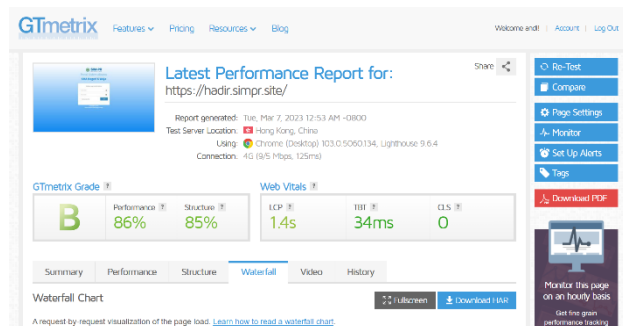 GTmetrix Features Pricing Resources Blog Welcome andi! Account Log Out
Latest Performance Report for:
https://hadir.simpr.site/
Share
Report generated: Tue, Mar 7, 2023 12:53 AM -0800
Test Server Location: Hong Kong, China
Using: Chrome (Desktop) 103.0.5060.134, Lighthouse 9.6.4
Connection: 4G (9/5 Mbps, 125ms)
Re-Test
Compare
Page Settings
Monitor
Set Up Alerts
Tags
Download PDF
GTmetrix Grade ?
B
Performance ?
86%
Structure ?
85%
Web Vitals ?
LCP ?
1.4s
TBT ?
34ms
CLS ?
0
Summary Performance Structure Waterfall Video History
Waterfall Chart
Fullscreen
Download HAR
A request-by-request visualization of the page load. Learn how to read a waterfall chart.
Monitor this page
on an hourly basis
Get fine grain
performance tracking